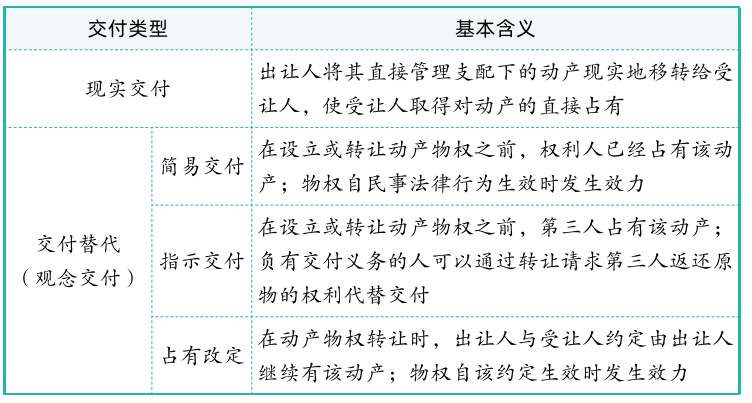 交付类型
基本含义
现实交付
出让人将其直接管理支配下的动产现实地移转给受
让人，使受让人取得对动产的直接占有
交付替代
（观念交付）
简易交付
在设立或转让动产物权之前，权利人已经占有该动
产；物权自民事法律行为生效时发生效力
指示交付
在设立或转让动产物权之前，第三人占有该动产；
负有交付义务的人可以通过转让请求第三人返还原
物的权利代替交付
占有改定
在动产物权转让时，出让人与受让人约定由出让人
继续有该动产；物权自该约定生效时发生效力